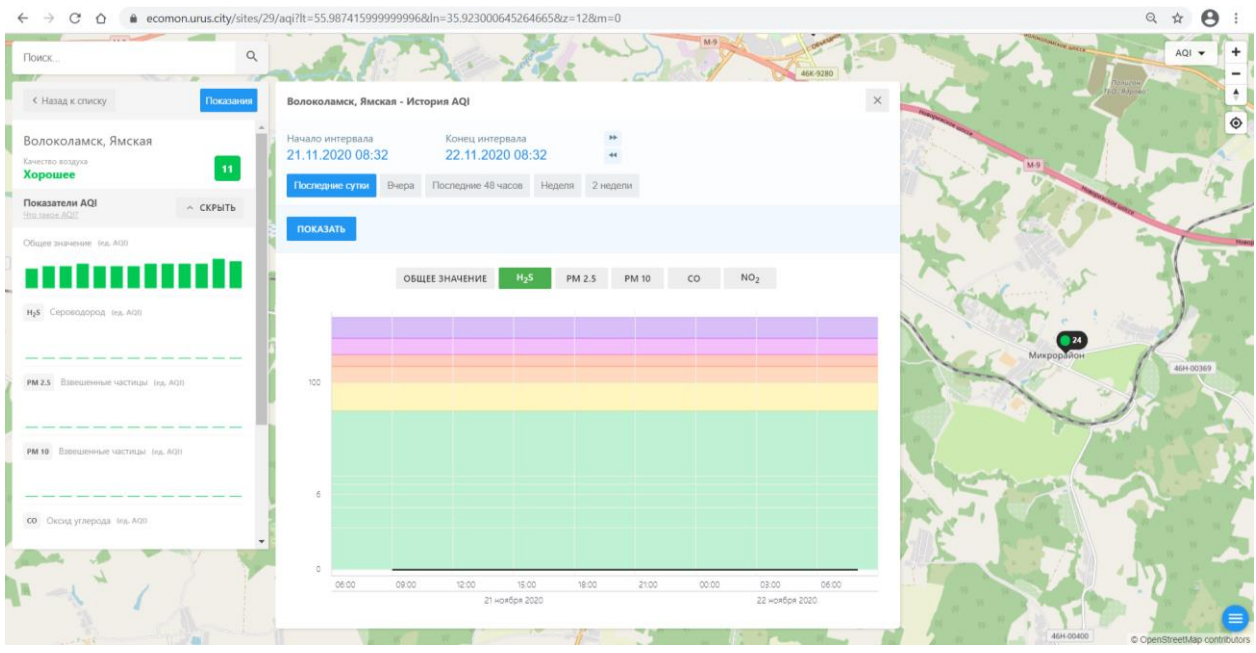 ecomon.urus.city/sites/29/aqi?lt=55.987415999999996&ln=35.923000645264665&z=12&m=0
Поиск...
М-9
46К-9280
AQI
Назад к списку
Показания
Волоколамск, Ямская - История AQI
Волоколамск, Ямская
Качество воздуха
Хорошее
11
Начало интервала
Конец интервала
21.11.2020 08:32
22.11.2020 08:32
Последние сутки
Вчера
Последние 48 часов
Неделя
2 недели
Показатели AQI
Что такое AQI?
СКРЫТЬ
ПОКАЗАТЬ
Общее значение (ед. AQI)
ОБЩЕЕ ЗНАЧЕНИЕ
H₂S
PM 2.5
PM 10
CO
NO₂
H₂S Сероводород (ед. AQI)
PM 2.5 Взвешенные частицы (ед. AQI)
PM 10 Взвешенные частицы (ед. AQI)
CO Оксид углерода (ед. AQI)
100
6
0
06:00
09:00
12:00
15:00
18:00
21:00
00:00
03:00
06:00
21 ноября 2020
22 ноября 2020
М-9
24
Микрорайон
46Н-00369
46Н-00400
© OpenStreetMap contributors